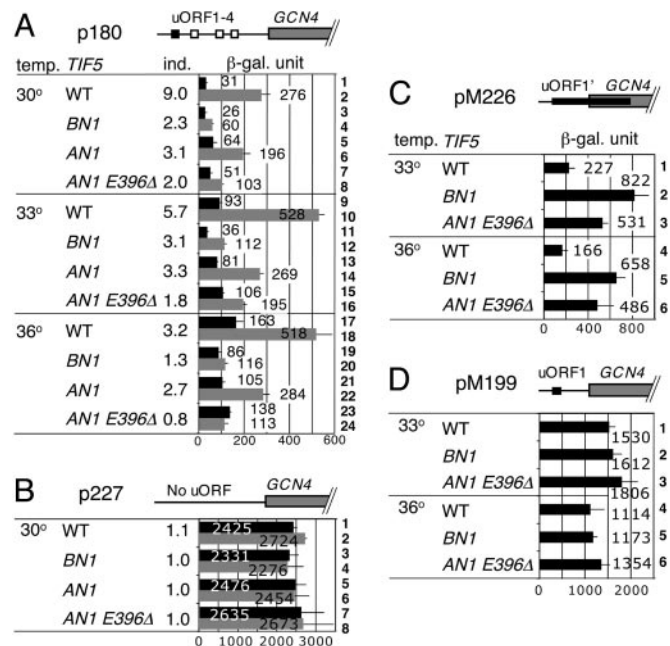 A
uORF1-4
GCN4
p180
temp. TIF5 ind. β-gal. unit
30° WT 9.0 31 1
276 2
BN1 2.3 26 3
60 4
AN1 3.1 64 5
196 6
AN1 E396Δ 2.0 51 7
103 8
33° WT 5.7 93 9
528 10
BN1 3.1 36 11
112 12
AN1 3.3 81 13
269 14
AN1 E396Δ 1.8 106 15
195 16
36° WT 3.2 163 17
518 18
BN1 1.3 86 19
116 20
AN1 2.7 105 21
284 22
AN1 E396Δ 0.8 138 23
113 24
0 200 400 600
B
p227
No uORF
GCN4
30° WT 1.1 2425 1
2724 2
BN1 1.0 2331 3
2276 4
AN1 1.0 2476 5
2454 6
AN1 E396Δ 1.0 2635 7
2673 8
0 1000 2000 3000
C
pM226
uORF1'
GCN4
temp. TIF5 β-gal. unit
33° WT 227 1
BN1 822 2
AN1 E396Δ 531 3
36° WT 166 4
BN1 658 5
AN1 E396Δ 486 6
0 400 800
D
pM199
uORF1
GCN4
33° WT 1530 1
BN1 1612 2
AN1 E396Δ 1806 3
36° WT 1114 4
BN1 1173 5
AN1 E396Δ 1354 6
0 1000 2000